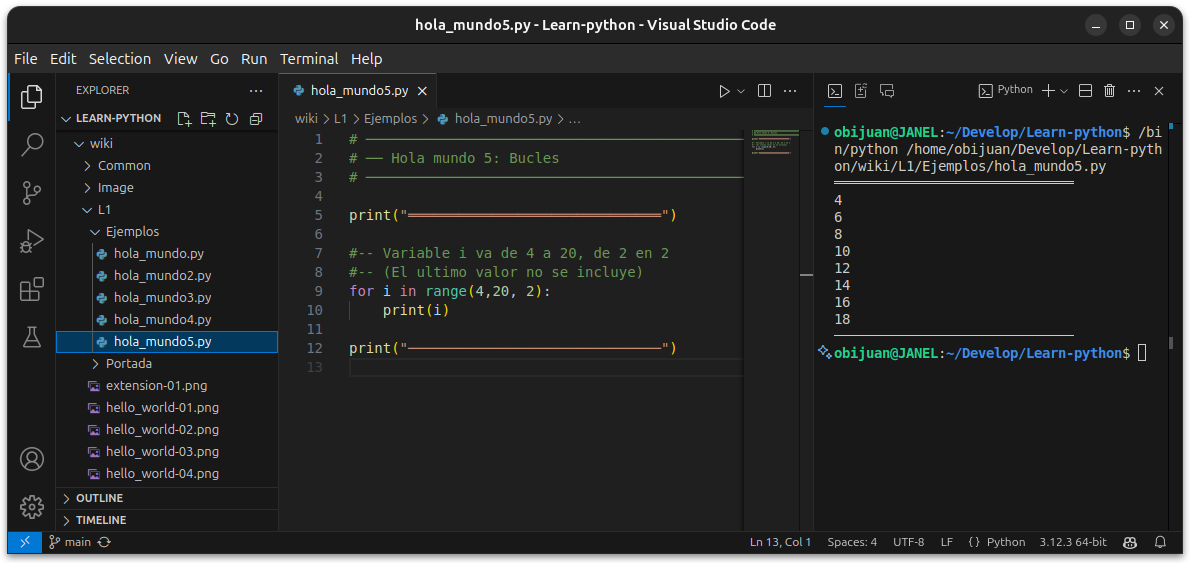 hola_mundo5.py - Learn-python - Visual Studio Code
File Edit Selection View Go Run Terminal Help
EXPLORER
LEARN-PYTHON
wiki
Common
Image
L1
Ejemplos
hola_mundo.py
hola_mundo2.py
hola_mundo3.py
hola_mundo4.py
hola_mundo5.py
Portada
extension-01.png
hello_world-01.png
hello_world-02.png
hello_world-03.png
hello_world-04.png
OUTLINE
TIMELINE
hola_mundo5.py
wiki > L1 > Ejemplos > hola_mundo5.py > ...
1 # ────────────────────────────────
2 # ── Hola mundo 5: Bucles
3 # ────────────────────────────────
4
5 print("══════════════════════════════")
6
7 #-- Variable i va de 4 a 20, de 2 en 2
8 #-- (El ultimo valor no se incluye)
9 for i in range(4,20, 2):
10     print(i)
11
12 print("──────────────────────────────")
13
Python
obijuan@JANEL:~/Develop/Learn-python$ /bi
n/python /home/obijuan/Develop/Learn-pyth
on/wiki/L1/Ejemplos/hola_mundo5.py
══════════════════════════════
4
6
8
10
12
14
16
18
──────────────────────────────
obijuan@JANEL:~/Develop/Learn-python$
main
Ln 13, Col 1 Spaces: 4 UTF-8 LF {} Python 3.12.3 64-bit